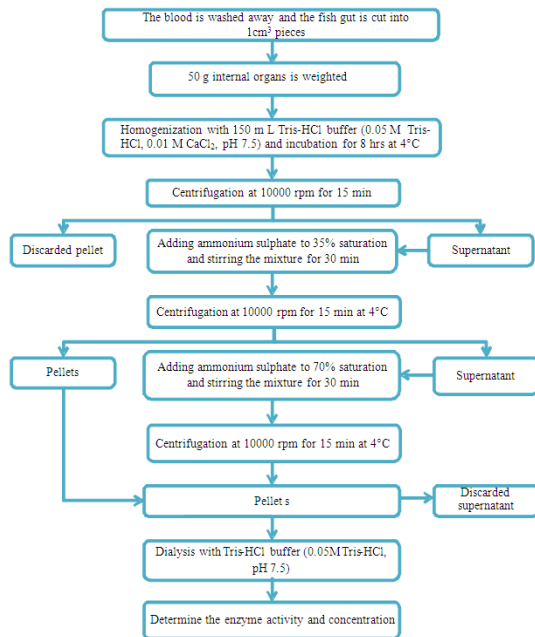 The blood is washed away and the fish gut is cut into
1cm³ pieces
50 g internal organs is weighted
Homogenization with 150 m L Tris-HCl buffer (0.05 M Tris-
HCl, 0.01 M CaCl₂, pH 7.5) and incubation for 8 hrs at 4°C
Centrifugation at 10000 rpm for 15 min
Discarded pellet
Adding ammonium sulphate to 35% saturation
and stirring the mixture for 30 min
Supernatant
Centrifugation at 10000 rpm for 15 min at 4°C
Pellets
Adding ammonium sulphate to 70% saturation
and stirring the mixture for 30 min
Supernatant
Centrifugation at 10000 rpm for 15 min at 4°C
Pellet s
Discarded
supernatant
Dialysis with Tris-HCl buffer (0.05M Tris-HCl,
pH 7.5)
Determine the enzyme activity and concentration